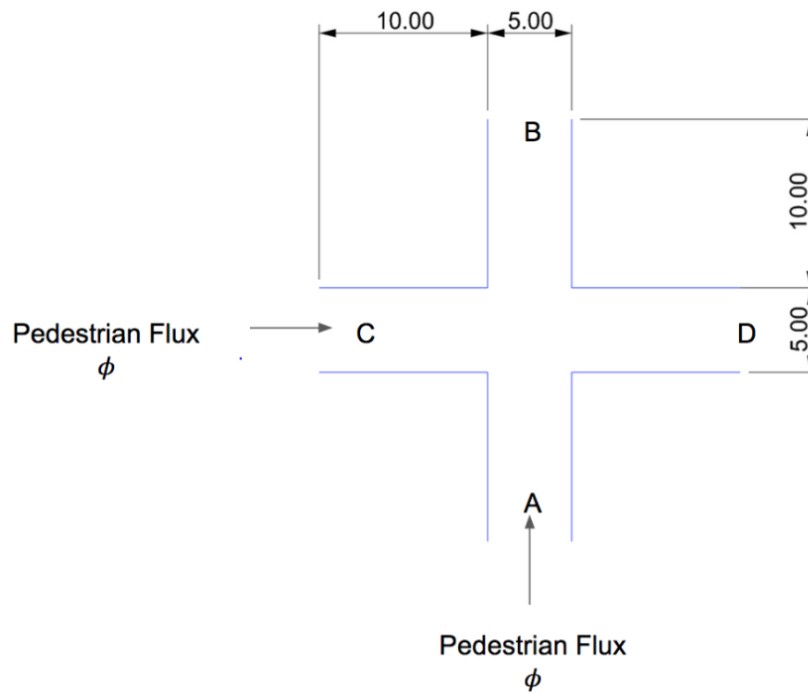 10.00
5.00
B
10.00
Pedestrian Flux
ϕ
C
D
5.00
A
Pedestrian Flux
ϕ